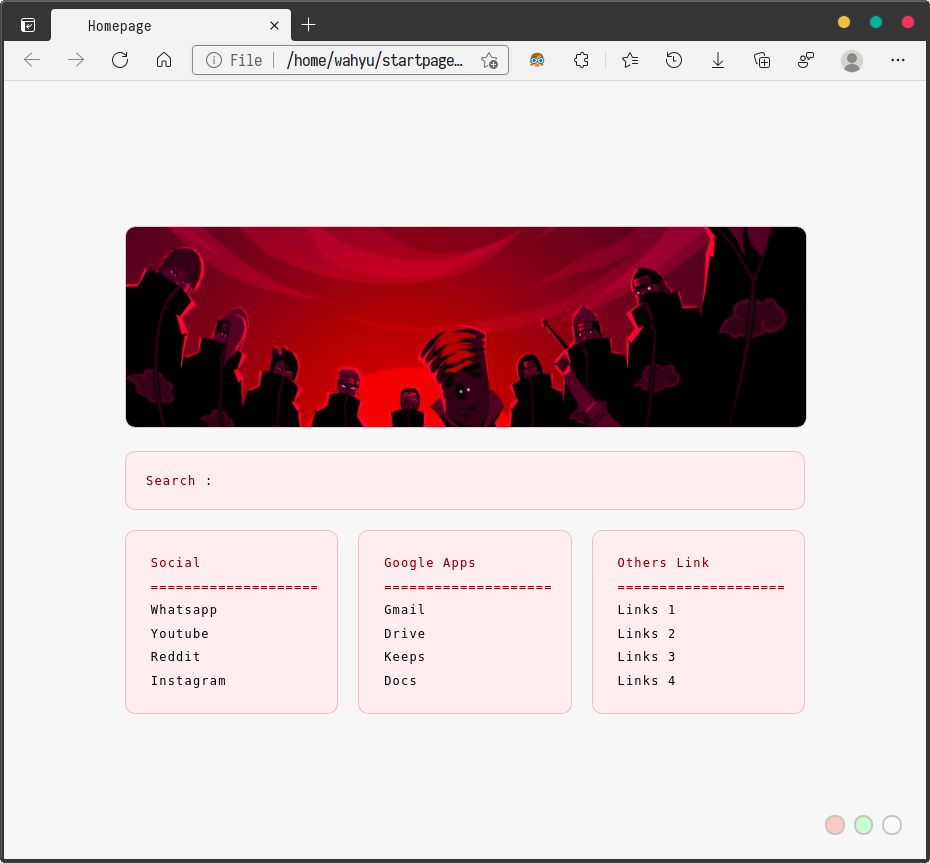 Homepage
File
/home/wahyu/startpage…
Search :
Social
====================
Whatsapp
Youtube
Reddit
Instagram
Google Apps
====================
Gmail
Drive
Keeps
Docs
Others Link
====================
Links 1
Links 2
Links 3
Links 4